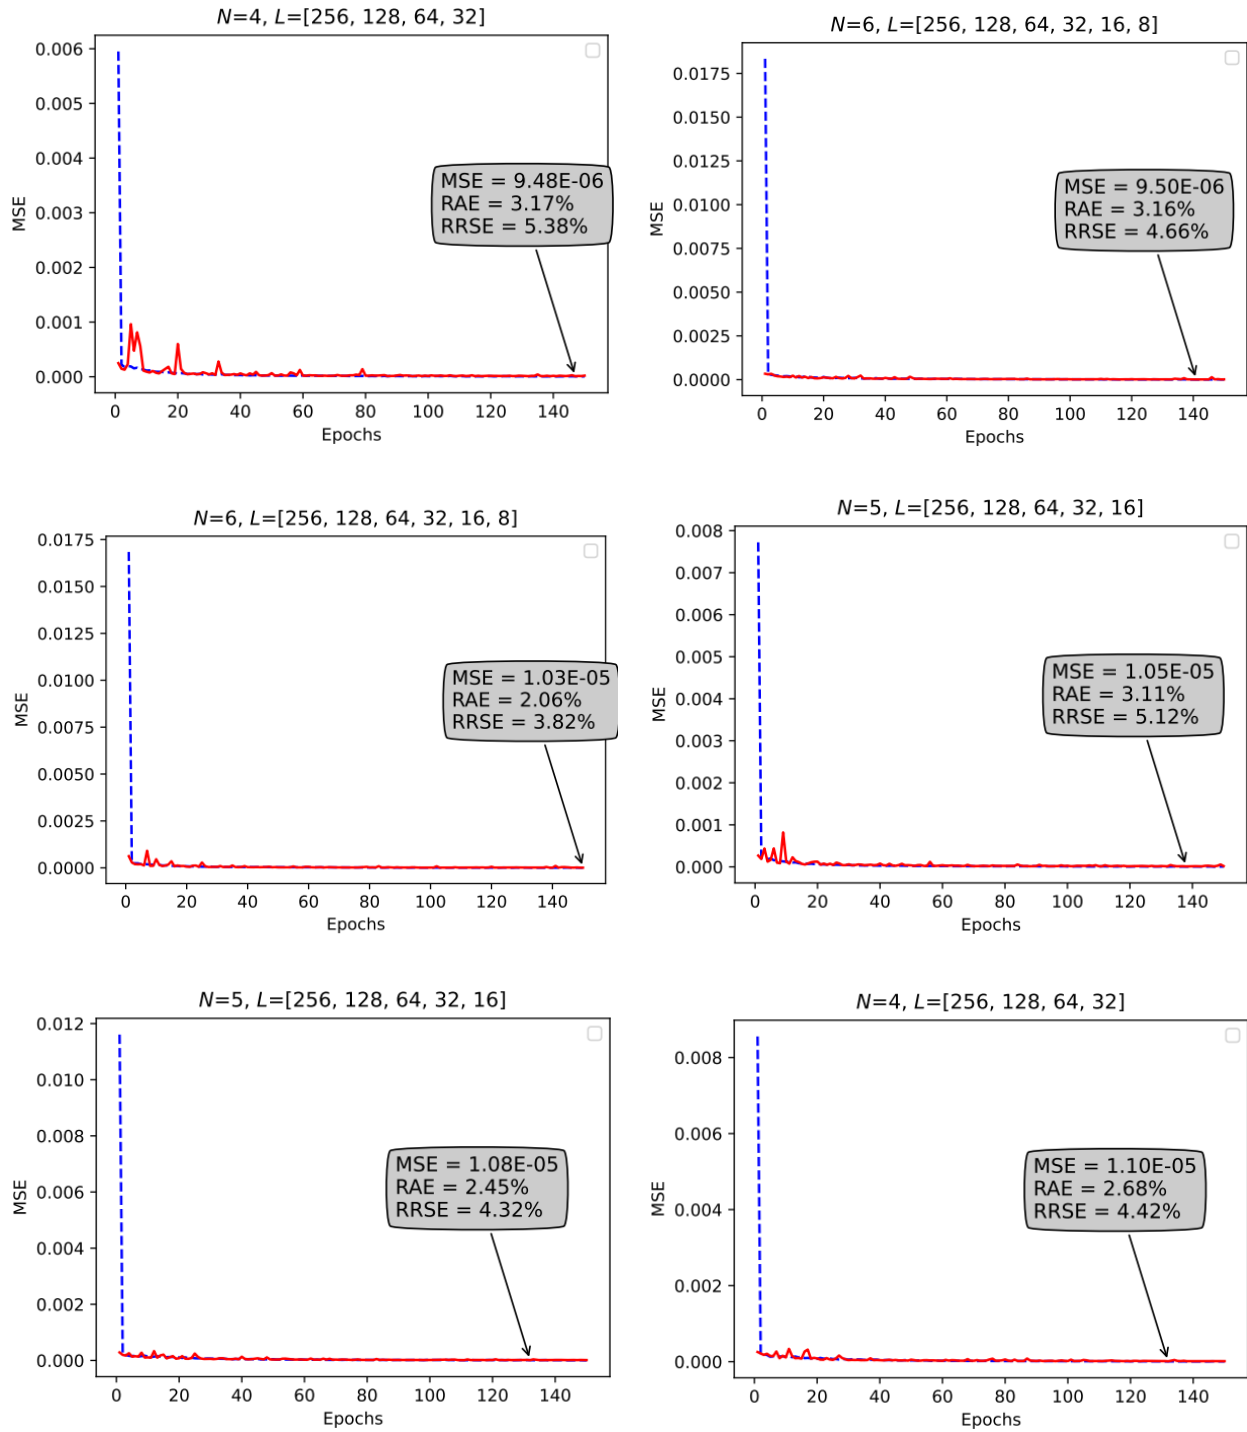 N=4, L=[256, 128, 64, 32]
0.006
0.005
0.004
0.003
0.002
0.001
0.000
MSE
MSE = 9.48E-06
RAE = 3.17%
RRSE = 5.38%
0 20 40 60 80 100 120 140
Epochs
N=6, L=[256, 128, 64, 32, 16, 8]
0.0175
0.0150
0.0125
0.0100
0.0075
0.0050
0.0025
0.0000
MSE
MSE = 9.50E-06
RAE = 3.16%
RRSE = 4.66%
0 20 40 60 80 100 120 140
Epochs
N=6, L=[256, 128, 64, 32, 16, 8]
0.0175
0.0150
0.0125
0.0100
0.0075
0.0050
0.0025
0.0000
MSE
MSE = 1.03E-05
RAE = 2.06%
RRSE = 3.82%
0 20 40 60 80 100 120 140
Epochs
N=5, L=[256, 128, 64, 32, 16]
0.008
0.007
0.006
0.005
0.004
0.003
0.002
0.001
0.000
MSE
MSE = 1.05E-05
RAE = 3.11%
RRSE = 5.12%
0 20 40 60 80 100 120 140
Epochs
N=5, L=[256, 128, 64, 32, 16]
0.012
0.010
0.008
0.006
0.004
0.002
0.000
MSE
MSE = 1.08E-05
RAE = 2.45%
RRSE = 4.32%
0 20 40 60 80 100 120 140
Epochs
N=4, L=[256, 128, 64, 32]
0.008
0.006
0.004
0.002
0.000
MSE
MSE = 1.10E-05
RAE = 2.68%
RRSE = 4.42%
0 20 40 60 80 100 120 140
Epochs